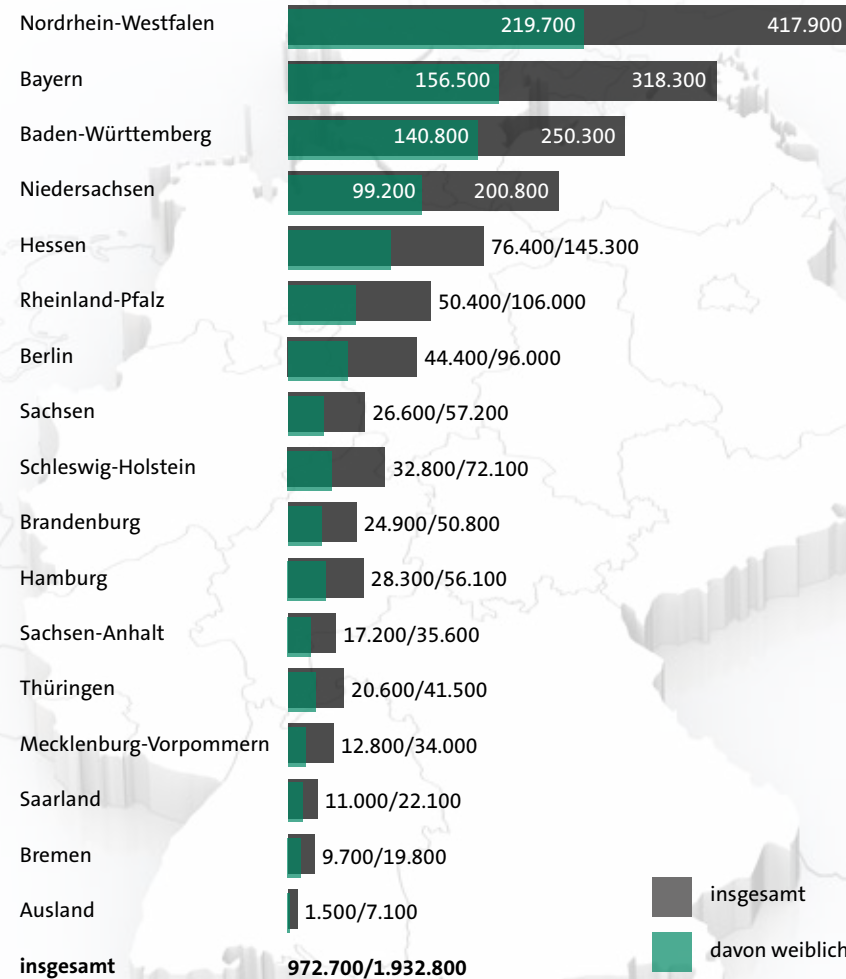 Nordrhein-Westfalen 219.700 417.900
Bayern 156.500 318.300
Baden-Württemberg 140.800 250.300
Niedersachsen 99.200 200.800
Hessen 76.400/145.300
Rheinland-Pfalz 50.400/106.000
Berlin 44.400/96.000
Sachsen 26.600/57.200
Schleswig-Holstein 32.800/72.100
Brandenburg 24.900/50.800
Hamburg 28.300/56.100
Sachsen-Anhalt 17.200/35.600
Thüringen 20.600/41.500
Mecklenburg-Vorpommern 12.800/34.000
Saarland 11.000/22.100
Bremen 9.700/19.800
Ausland 1.500/7.100
insgesamt 972.700/1.932.800
insgesamt
davon weiblich